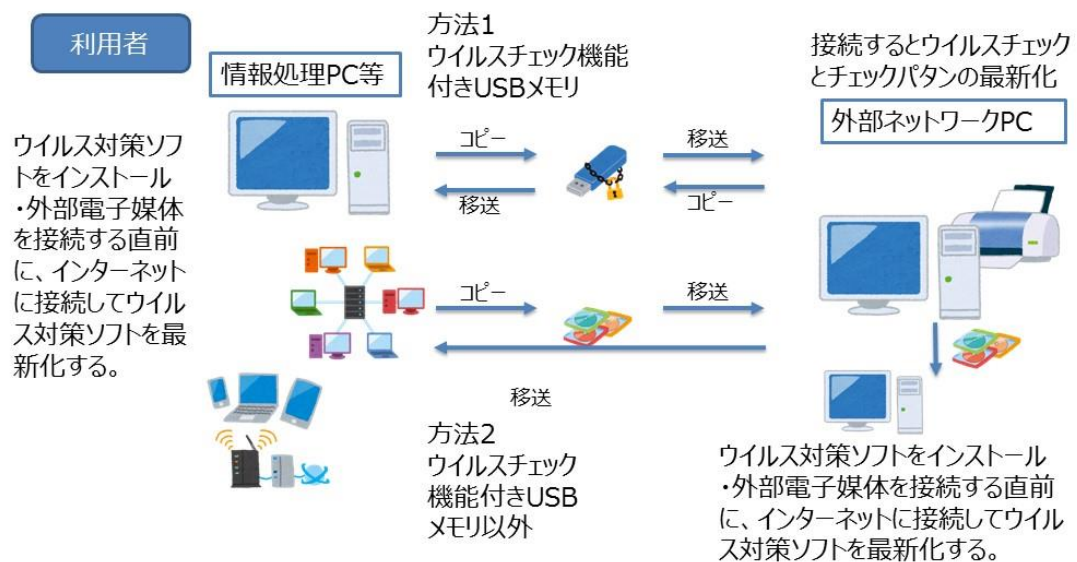 利用者
情報処理PC等
方法1
ウイルスチェック機能
付きUSBメモリ
接続するとウイルスチェック
とチェックパタンの最新化
外部ネットワークPC
ウイルス対策ソフ
トをインストール
・外部電子媒体
を接続する直前
に、インターネット
に接続してウイル
ス対策ソフトを最
新化する。
コピー
移送
移送
コピー
コピー
移送
移送
方法2
ウイルスチェック
機能付きUSB
メモリ以外
ウイルス対策ソフトをインストール
・外部電子媒体を接続する直前
に、インターネットに接続してウイル
ス対策ソフトを最新化する。